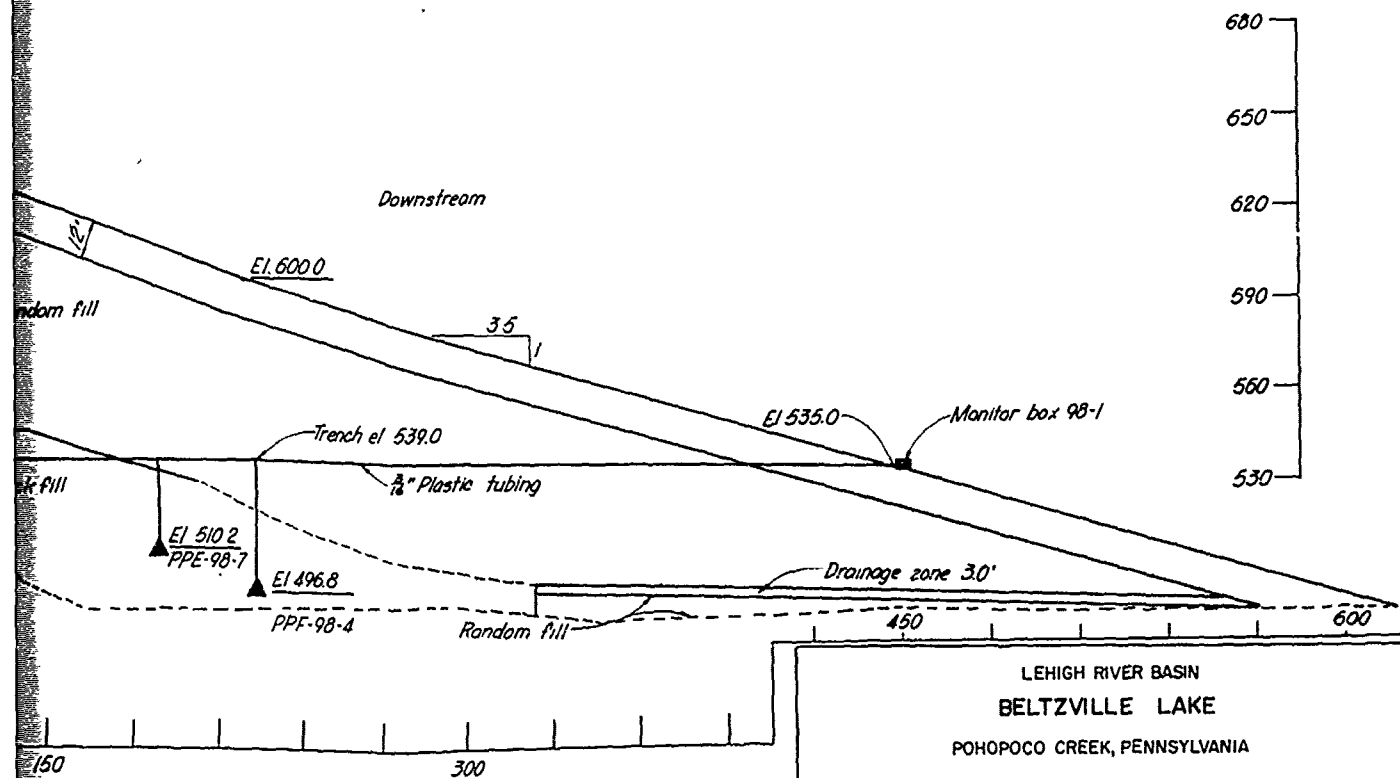 680
650
Downstream
620
12'
El. 600.0
590
ndom fill
3.5
1
560
El 535.0
Monitor box 98-1
Trench el 539.0
530
3/16" Plastic tubing
k fill
El 510.2
PPE-98-7
Drainage zone 3.0'
El 496.8
PPF-98-4
Random fill
450
600
LEHIGH RIVER BASIN
BELTZVILLE LAKE
POHOPOCO CREEK, PENNSYLVANIA
150
300